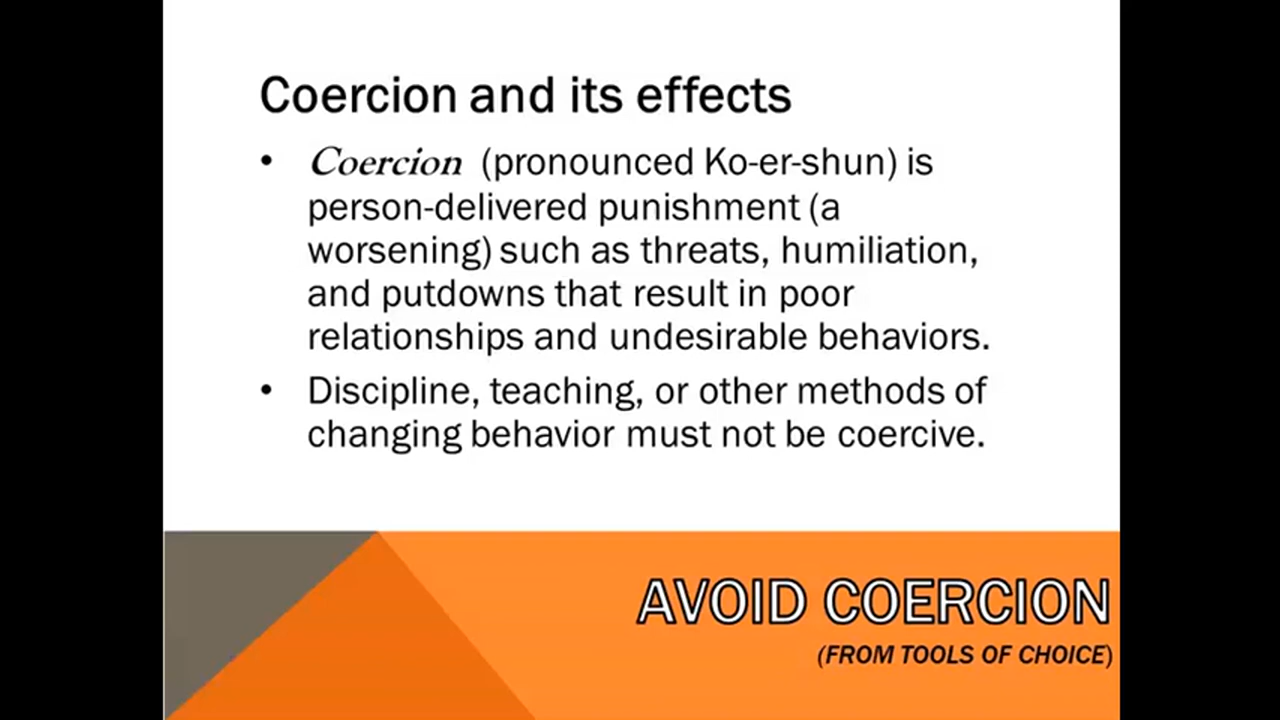 Coercion and its effects
• Coercion (pronounced Ko-er-shun) is
person-delivered punishment (a
worsening) such as threats, humiliation,
and putdowns that result in poor
relationships and undesirable behaviors.
• Discipline, teaching, or other methods of
changing behavior must not be coercive.
AVOID COERCION
(FROM TOOLS OF CHOICE)